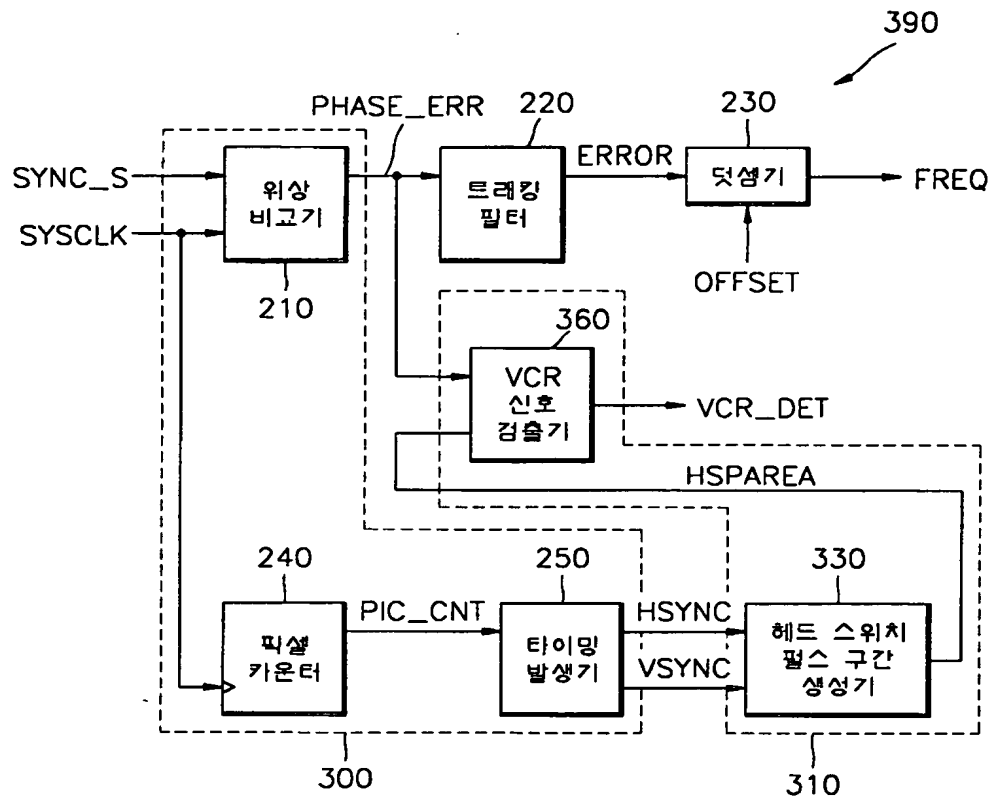 390
PHASE_ERR
220
230
SYNC_S
SYSCLK
위상
비교기
210
트래킹
필터
ERROR
덧셈기
FREQ
OFFSET
360
VCR
신호
검출기
VCR_DET
HSPAREA
240
250
330
픽셀
카운터
PIC_CNT
타이밍
발생기
HSYNC
VSYNC
헤드 스위치
펄스 구간
생성기
300
310